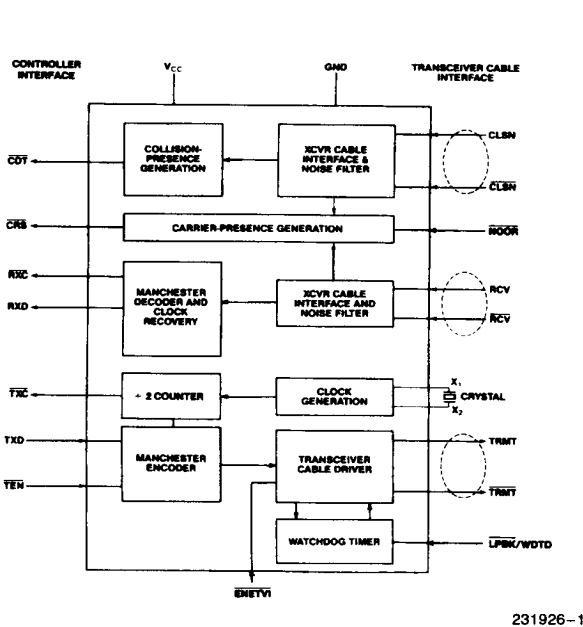 CONTROLLER
INTERFACE
VCC
GND
TRANSCEIVER CABLE
INTERFACE
COLLISION-
PRESENCE
GENERATION
XCVR CABLE
INTERFACE &
NOISE FILTER
CLSN
CDT
CLSN
CRS
CARRIER-PRESENCE GENERATION
NOOR
RXC
RXD
MANCHESTER
DECODER AND
CLOCK
RECOVERY
XCVR CABLE
INTERFACE AND
NOISE FILTER
RCV
RCV
TXC
÷ 2 COUNTER
CLOCK
GENERATION
X1
CRYSTAL
X2
TXD
TEN
MANCHESTER
ENCODER
TRANSCEIVER
CABLE DRIVER
TRMT
TRMT
WATCHDOG TIMER
LPBK/WDTD
ENETV1
231926–1